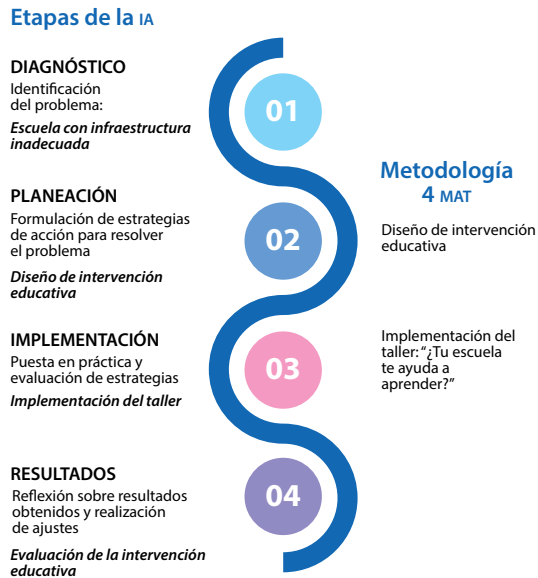 Etapas de la IA
DIAGNÓSTICO
Identificación
del problema:
Escuela con infraestructura
inadecuada
01
PLANEACIÓN
Formulación de estrategias
de acción para resolver
el problema
Diseño de intervención
educativa
02
Metodología
4 MAT
Diseño de intervención
educativa
IMPLEMENTACIÓN
Puesta en práctica y
evaluación de estrategias
Implementación del taller
03
Implementación del
taller: “¿Tu escuela
te ayuda a
aprender?”
RESULTADOS
Reflexión sobre resultados
obtenidos y realización
de ajustes
Evaluación de la intervención
educativa
04